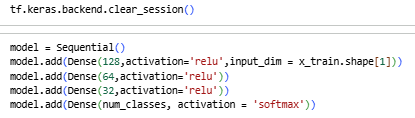 tf.keras.backend.clear_session()
model = Sequential()
model.add(Dense(128,activation='relu',input_dim = x_train.shape[1]))
model.add(Dense(64,activation='relu'))
model.add(Dense(32,activation='relu'))
model.add(Dense(num_classes, activation = 'softmax'))